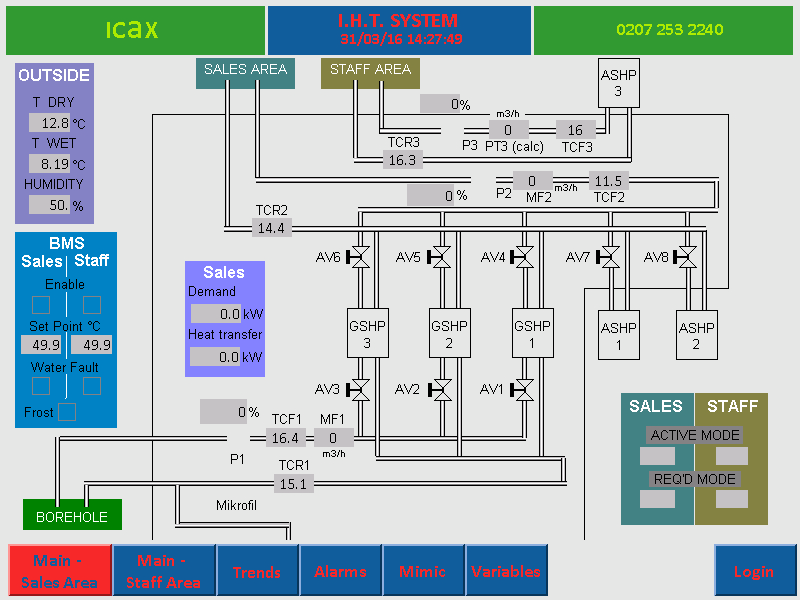 ıcax
I.H.T. SYSTEM
31/03/16 14:27:49
0207 253 2240
OUTSIDE
T DRY
12.8 °C
T WET
8.19 °C
HUMIDITY
50. %
SALES AREA
STAFF AREA
ASHP
3
0%
m3/h
0
16
P3 PT3 (calc) TCF3
TCR3
16.3
0 %
P2
0
m3/h
11.5
MF2
TCF2
TCR2
14.4
BMS
Sales Staff
Enable
Set Point °C
49.9 49.9
Water Fault
Frost
Sales
Demand
0.0 kW
Heat transfer
0.0 kW
AV6
AV5
AV4
AV7
AV8
GSHP
3
GSHP
2
GSHP
1
ASHP
1
ASHP
2
AV3
AV2
AV1
0 %
P1
TCF1
16.4
MF1
0
m3/h
TCR1
15.1
Mikrofil
BOREHOLE
SALES STAFF
ACTIVE MODE
REQ'D MODE
Main -
Sales Area
Main -
Staff Area
Trends
Alarms
Mimic
Variables
Login